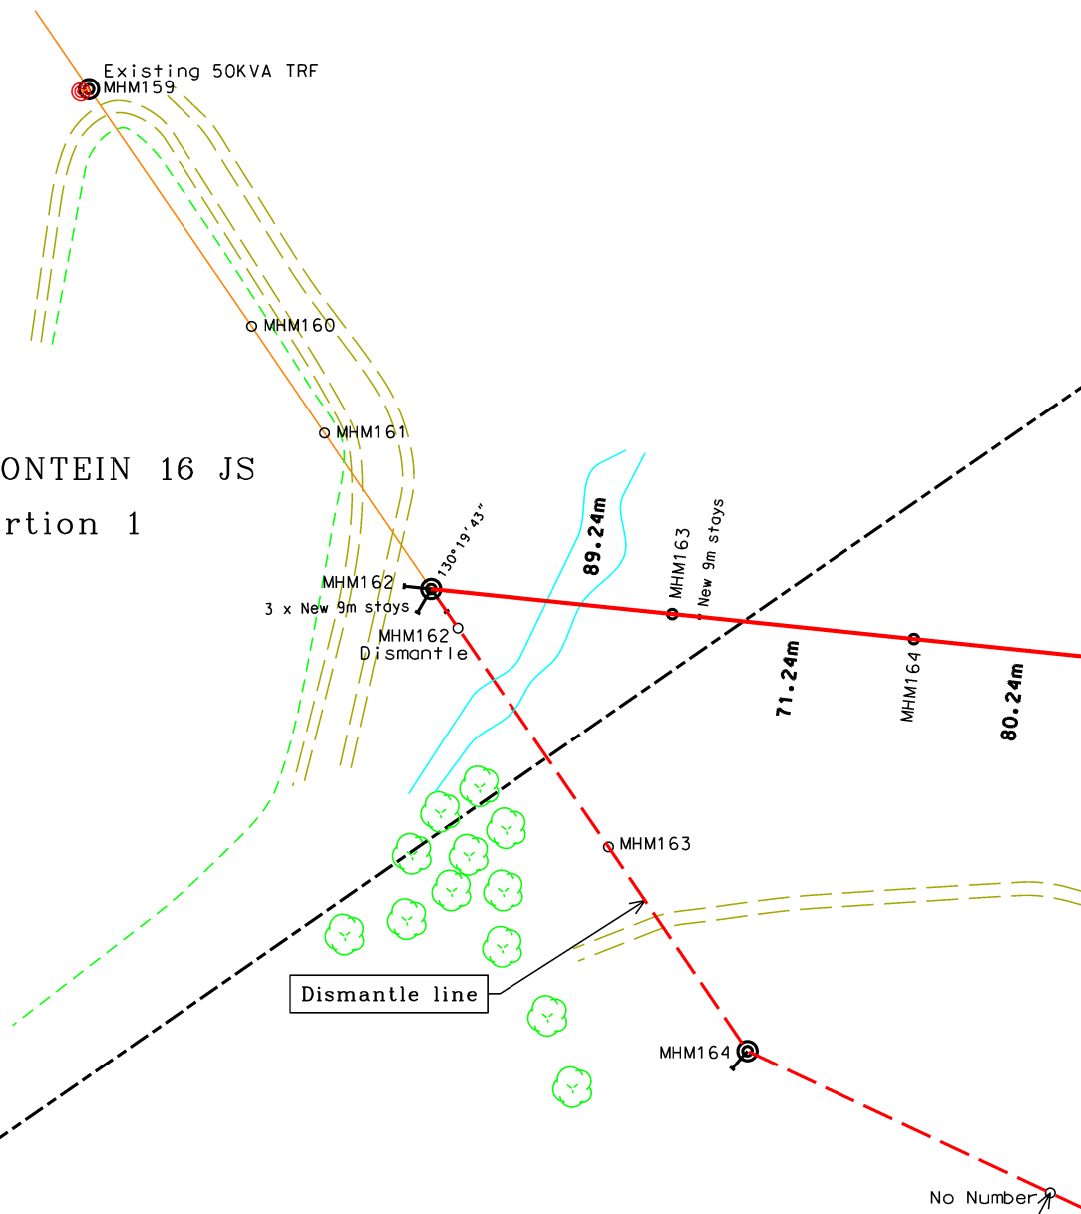 Existing 50KVA TRF
MHM159
MHM160
MHM161
ONTEIN 16 JS
rtion 1
130°19'43"
89.24m
MHM163
New 9m stays
MHM162
3 x New 9m stays
MHM162
Dismantle
71.24m
MHM164
80.24m
MHM163
Dismantle line
MHM164
No Number